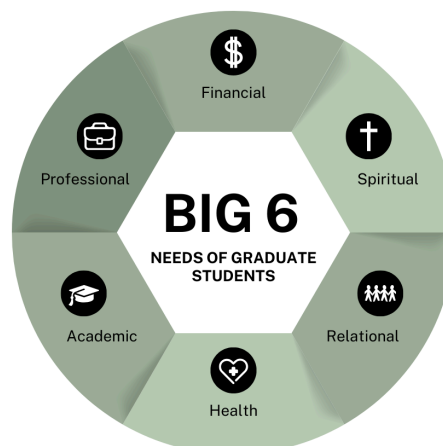 Financial
Spiritual
Professional
BIG 6
NEEDS OF GRADUATE
STUDENTS
Academic
Relational
Health